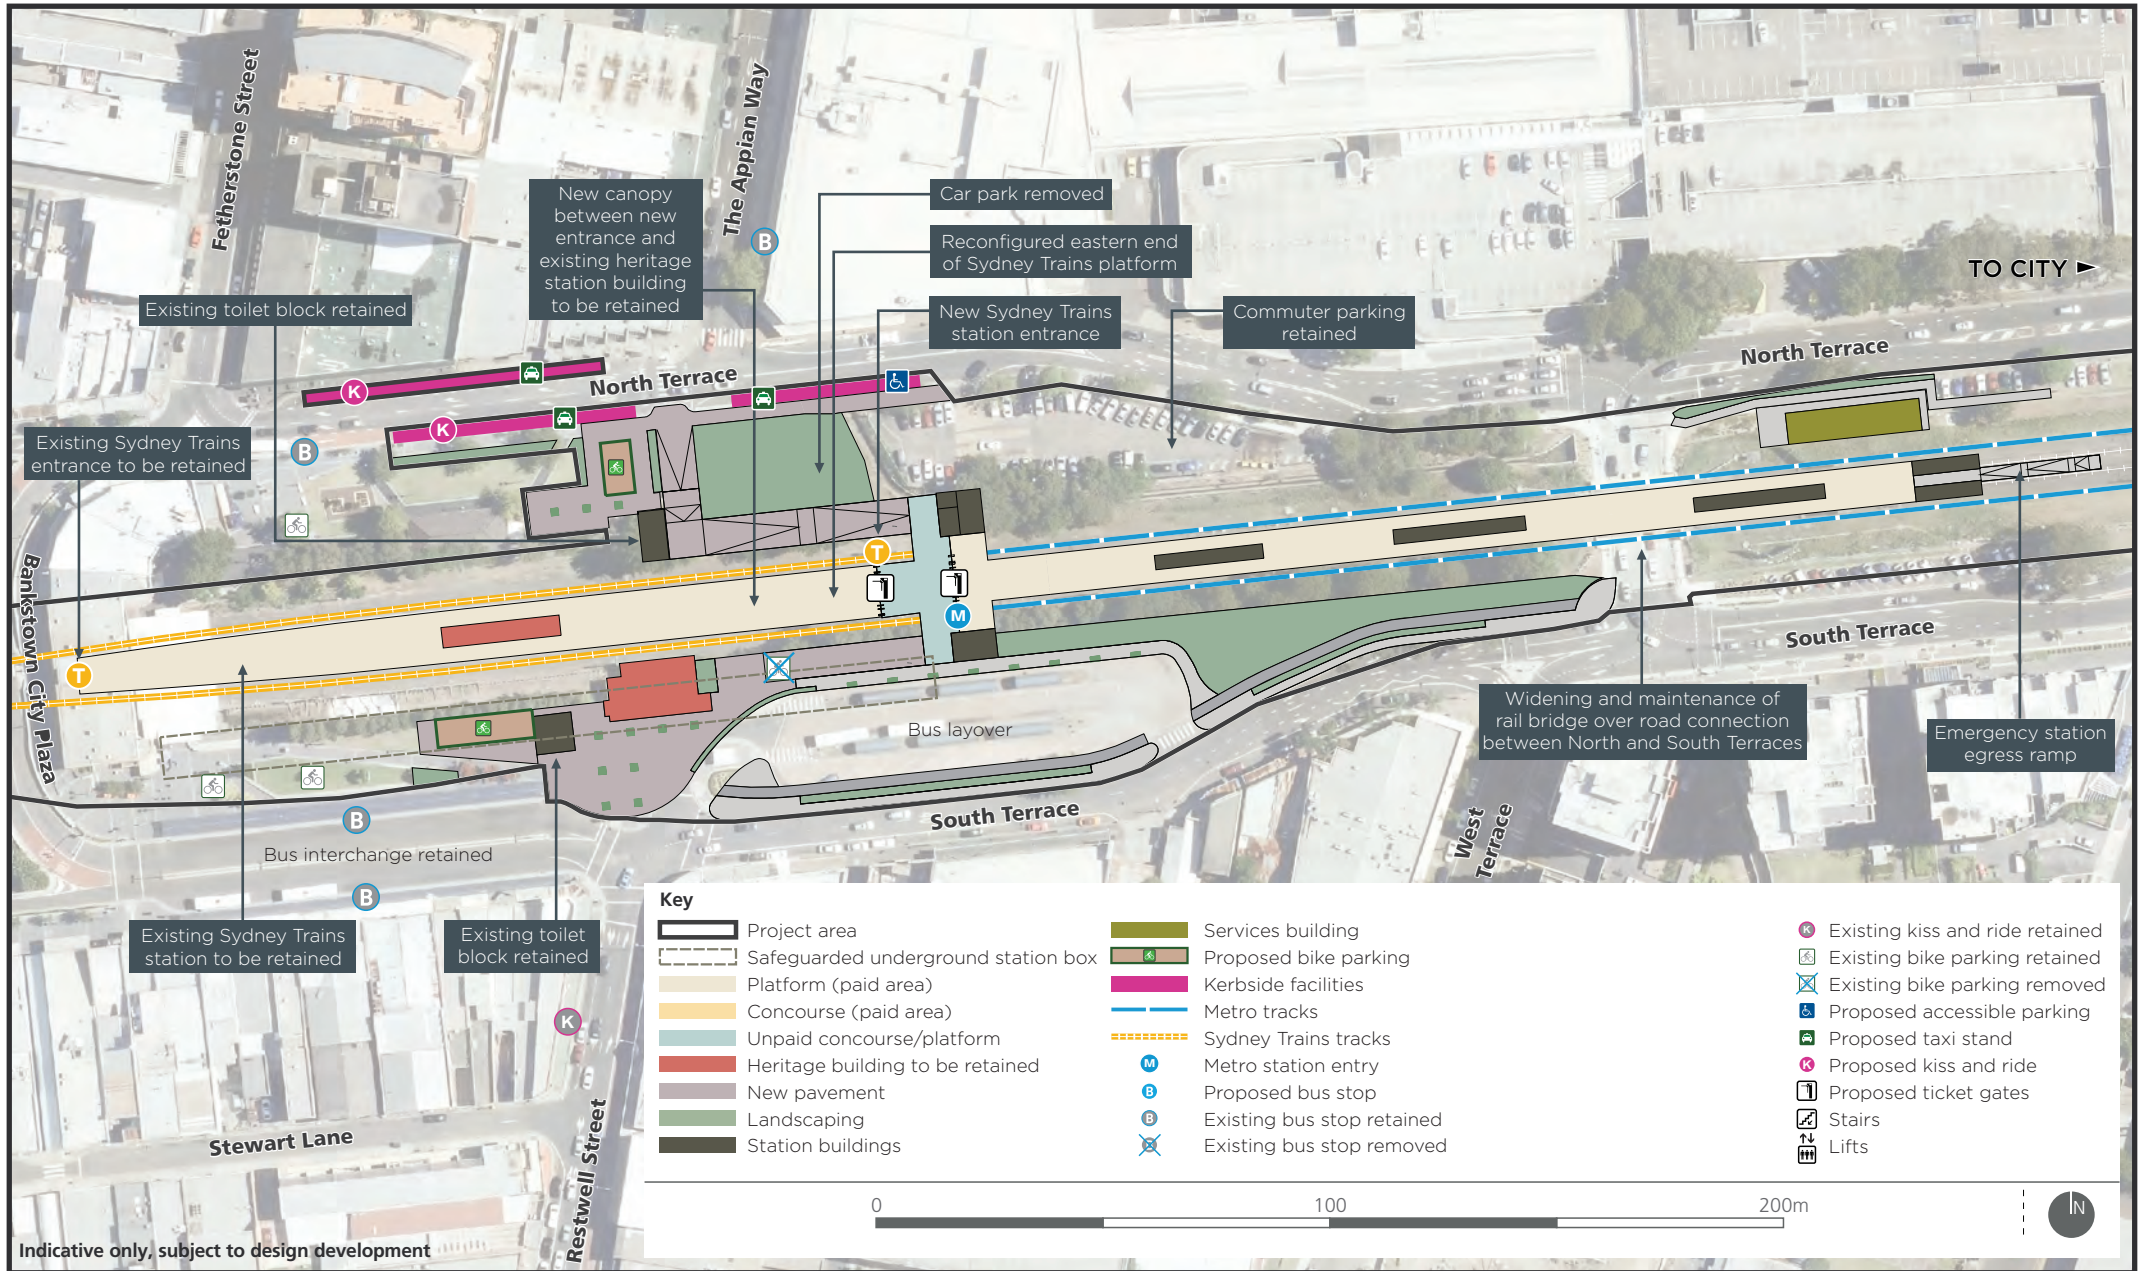 Fetherstone Street
The Appian Way
New canopy
between new
entrance and
existing heritage
station building
to be retained
Car park removed
Reconfigured eastern end
of Sydney Trains platform
B
TO CITY
Existing toilet block retained
New Sydney Trains
station entrance
Commuter parking
retained
North Terrace
North Terrace
K
K
Existing Sydney Trains
entrance to be retained
B
T
Bankstown City Plaza
M
T
South Terrace
Widening and maintenance of
rail bridge over road connection
between North and South Terraces
Emergency station
egress ramp
Bus layover
South Terrace
West
Terrace
B
Bus interchange retained
B
Existing Sydney Trains
station to be retained
Existing toilet
block retained
K
Stewart Lane
Restwell Street
Key
Project area
Safeguarded underground station box
Platform (paid area)
Concourse (paid area)
Unpaid concourse/platform
Heritage building to be retained
New pavement
Landscaping
Station buildings
Services building
Proposed bike parking
Kerbside facilities
Metro tracks
Sydney Trains tracks
M Metro station entry
B Proposed bus stop
B Existing bus stop retained
B Existing bus stop removed
K Existing kiss and ride retained
Existing bike parking retained
Existing bike parking removed
Proposed accessible parking
Proposed taxi stand
K Proposed kiss and ride
Proposed ticket gates
Stairs
Lifts
0 100 200m
N
Indicative only, subject to design development